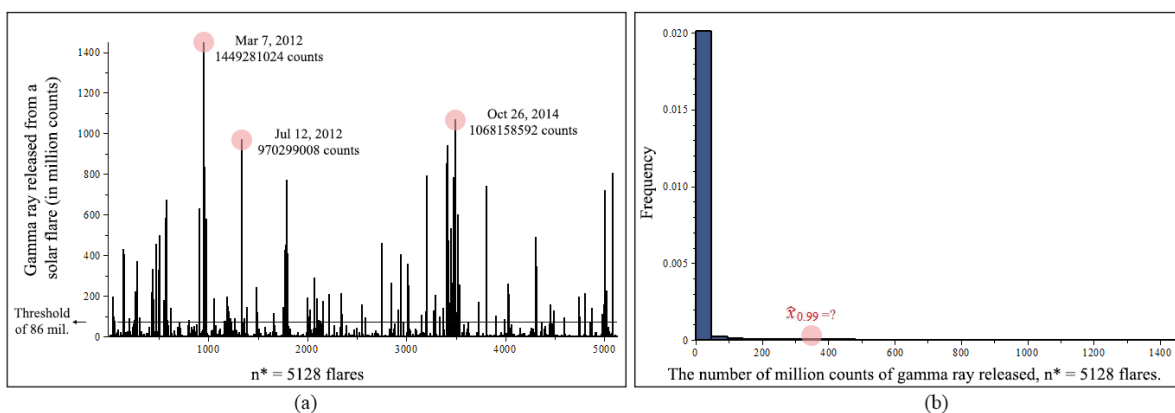 Gamma ray released from a
solar flare (in million counts)
1400
1200
1000
800
600
400
200
0
Threshold
of 86 mil.
Mar 7, 2012
1449281024 counts
Jul 12, 2012
970299008 counts
Oct 26, 2014
1068158592 counts
1000
2000
3000
4000
5000
n* = 5128 flares
(a)
Frequency
0.020
0.015
0.010
0.005
0
x̂0.99 =?
0
200
400
600
800
1000
1200
1400
The number of million counts of gamma ray released, n* = 5128 flares.
(b)